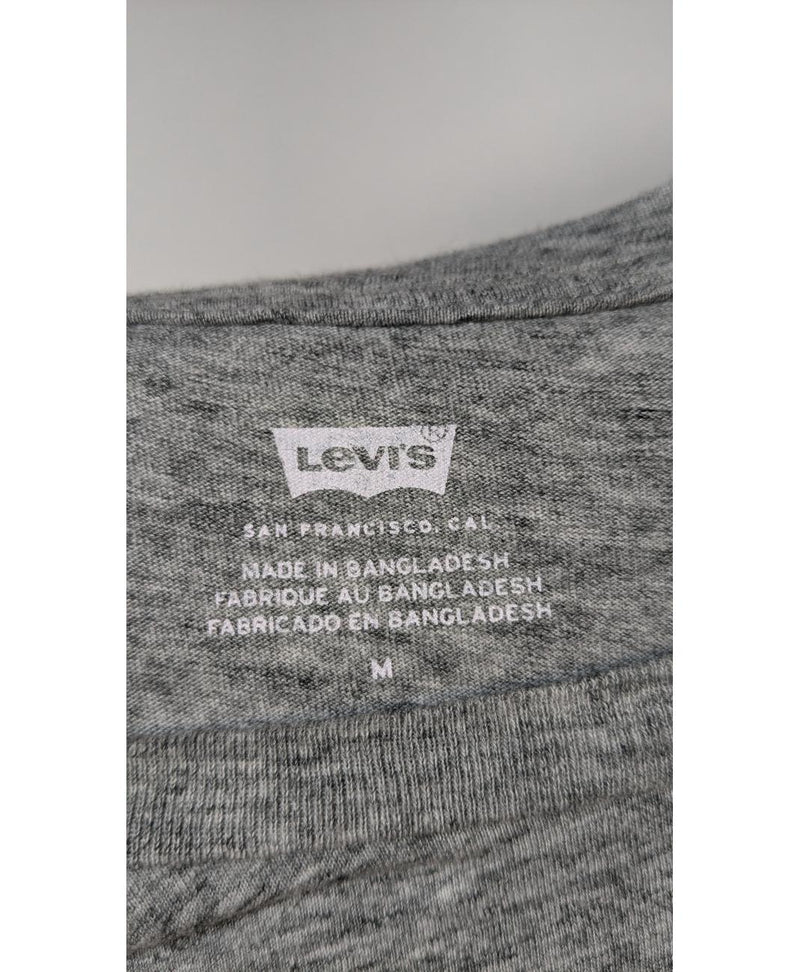 Levi's®
SAN FRANCISCO, CAL
MADE IN BANGLADESH
FABRIQUE AU BANGLADESH
FABRICADO EN BANGLADESH
M